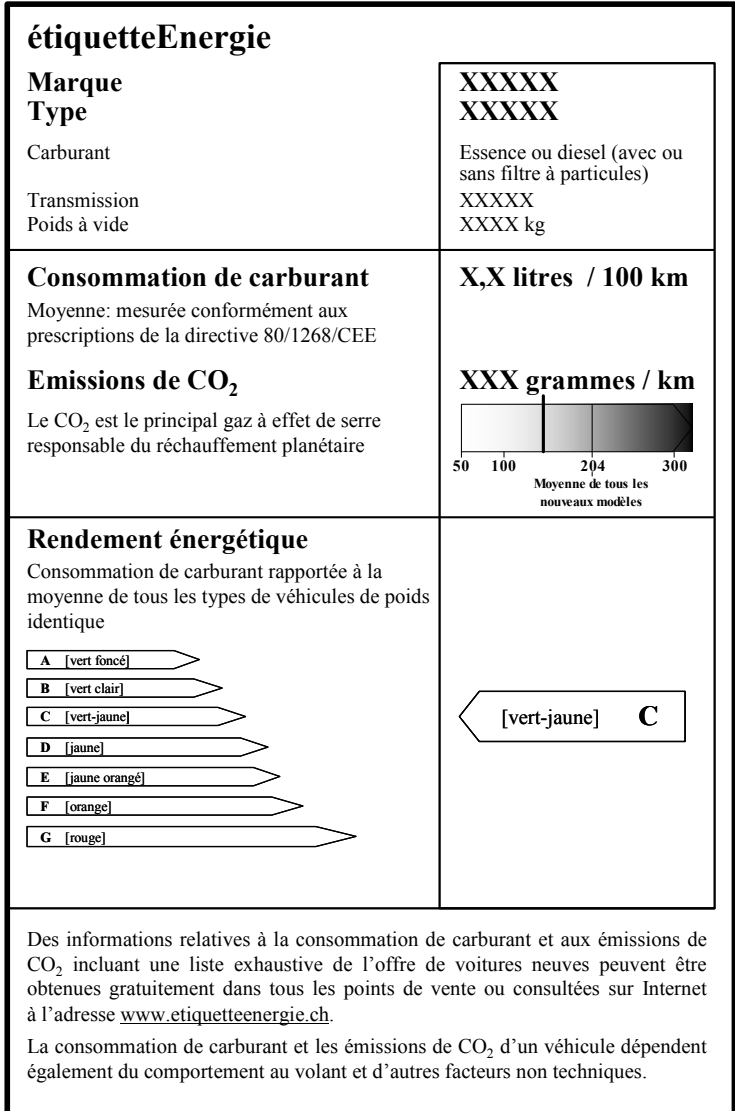 étiquetteEnergie
Marque XXXXX
Type XXXXX
Carburant Essence ou diesel (avec ou
sans filtre à particules)
Transmission XXXXX
Poids à vide XXXX kg
Consommation de carburant X,X litres / 100 km
Moyenne: mesurée conformément aux
prescriptions de la directive 80/1268/CEE
Emissions de CO₂ XXX grammes / km
Le CO₂ est le principal gaz à effet de serre
responsable du réchauffement planétaire
50 100 204 300
Moyenne de tous les
nouveaux modèles
Rendement énergétique
Consommation de carburant rapportée à la
moyenne de tous les types de véhicules de poids
identique
A [vert foncé]
B [vert clair]
C [vert-jaune]
D [jaune]
E [jaune orangé]
F [orange]
G [rouge]
[vert-jaune] C
Des informations relatives à la consommation de carburant et aux émissions de
CO₂ incluant une liste exhaustive de l’offre de voitures neuves peuvent être
obtenues gratuitement dans tous les points de vente ou consultées sur Internet
à l’adresse www.etiquetteenergie.ch.
La consommation de carburant et les émissions de CO₂ d’un véhicule dépendent
également du comportement au volant et d’autres facteurs non techniques.